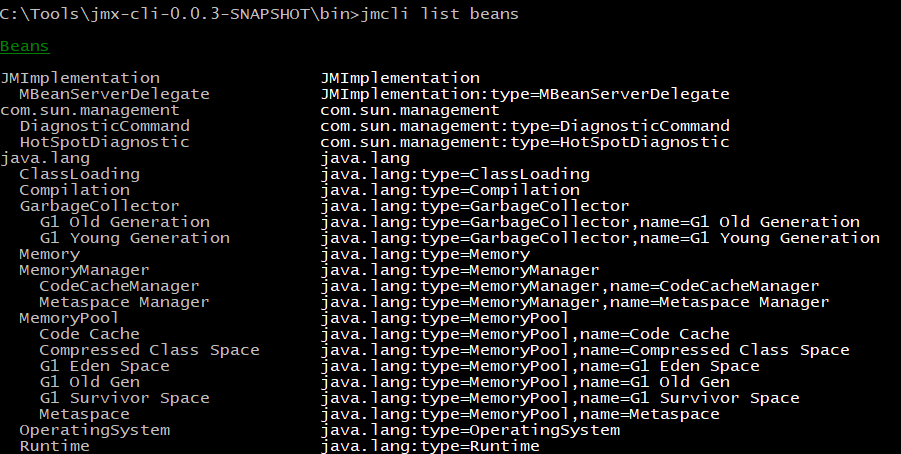 C:\Tools\jmx-cli-0.0.3-SNAPSHOT\bin>jmcli list beans
Beans
JMImplementation                JMImplementation
  MBeanServerDelegate           JMImplementation:type=MBeanServerDelegate
com.sun.management              com.sun.management
  DiagnosticCommand             com.sun.management:type=DiagnosticCommand
  HotSpotDiagnostic             com.sun.management:type=HotSpotDiagnostic
java.lang                       java.lang
  ClassLoading                  java.lang:type=ClassLoading
  Compilation                   java.lang:type=Compilation
  GarbageCollector              java.lang:type=GarbageCollector
    G1 Old Generation           java.lang:type=GarbageCollector,name=G1 Old Generation
    G1 Young Generation         java.lang:type=GarbageCollector,name=G1 Young Generation
  Memory                        java.lang:type=Memory
  MemoryManager                 java.lang:type=MemoryManager
    CodeCacheManager            java.lang:type=MemoryManager,name=CodeCacheManager
    Metaspace Manager           java.lang:type=MemoryManager,name=Metaspace Manager
  MemoryPool                    java.lang:type=MemoryPool
    Code Cache                  java.lang:type=MemoryPool,name=Code Cache
    Compressed Class Space      java.lang:type=MemoryPool,name=Compressed Class Space
    G1 Eden Space               java.lang:type=MemoryPool,name=G1 Eden Space
    G1 Old Gen                  java.lang:type=MemoryPool,name=G1 Old Gen
    G1 Survivor Space           java.lang:type=MemoryPool,name=G1 Survivor Space
    Metaspace                   java.lang:type=MemoryPool,name=Metaspace
  OperatingSystem               java.lang:type=OperatingSystem
  Runtime                       java.lang:type=Runtime